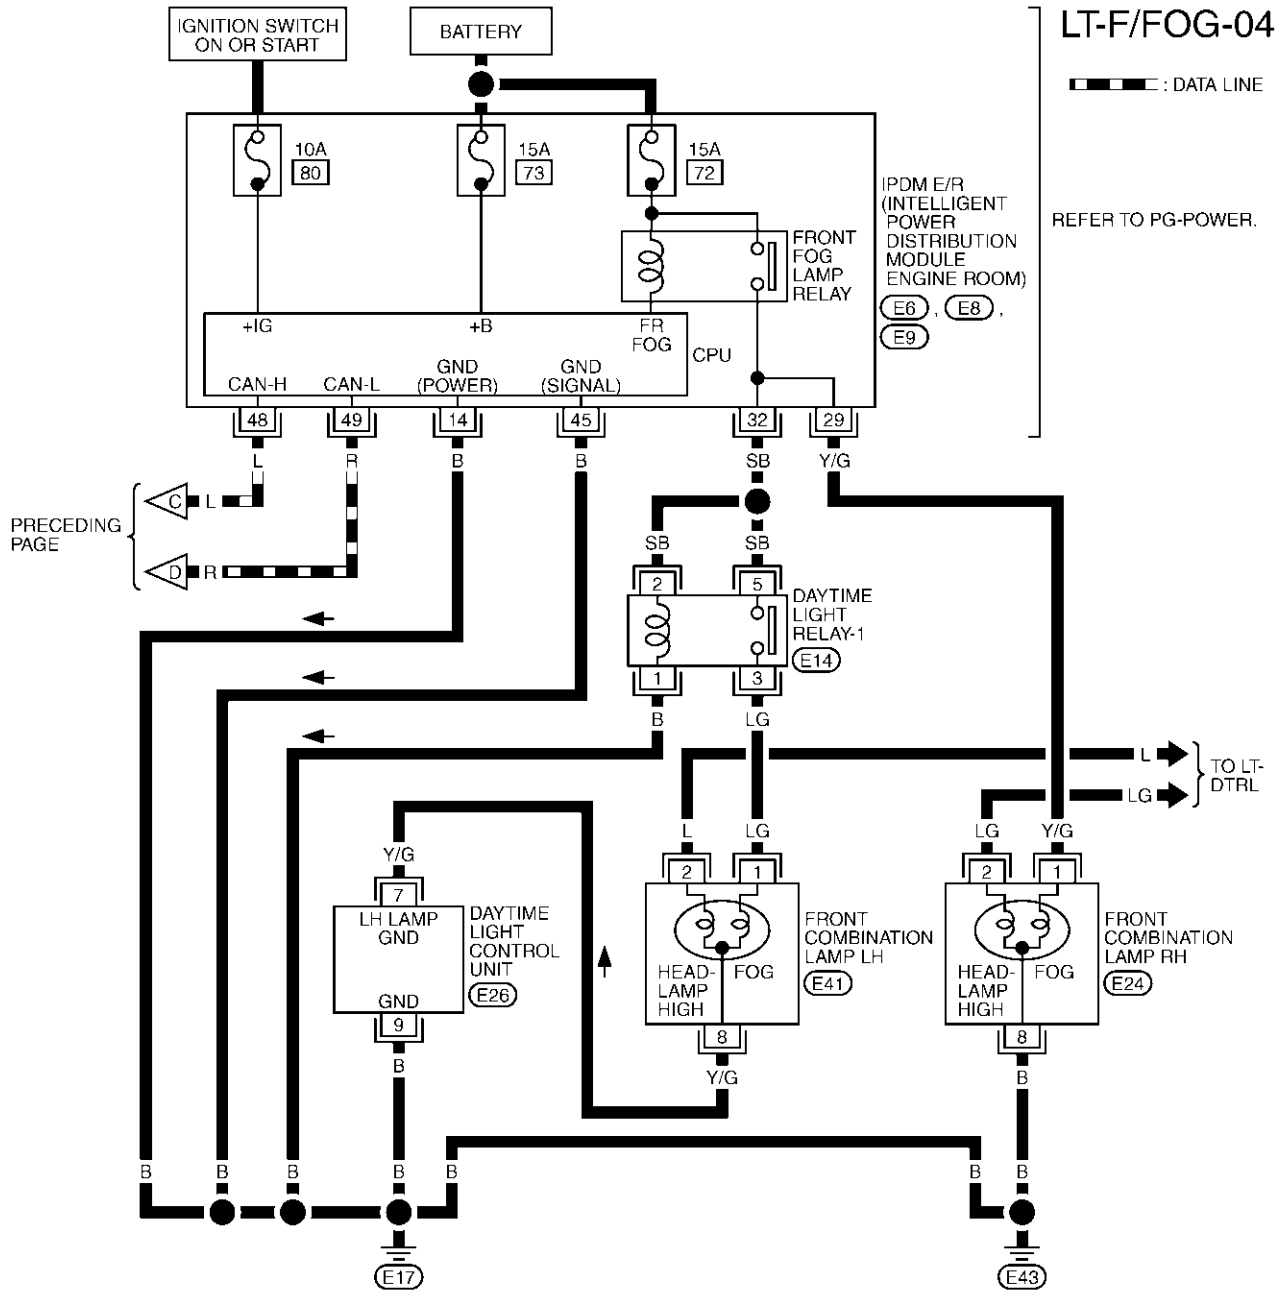 IGNITION SWITCH
ON OR START
BATTERY
LT-F/FOG-04
: DATA LINE
10A
80
15A
73
15A
72
IPDM E/R
(INTELLIGENT
POWER
DISTRIBUTION
MODULE
ENGINE ROOM)
E6 , E8 ,
E9
REFER TO PG-POWER.
FRONT
FOG
LAMP
RELAY
+IG
+B
FR
FOG
CPU
CAN-H
CAN-L
GND
(POWER)
GND
(SIGNAL)
48
49
14
45
32
29
L
R
B
B
SB
Y/G
PRECEDING
PAGE
C
L
D
R
SB
SB
2
5
DAYTIME
LIGHT
RELAY-1
E14
1
3
B
LG
L
LG
TO LT-
DTRL
L
LG
LG
Y/G
Y/G
7
LH LAMP
GND
GND
9
DAYTIME
LIGHT
CONTROL
UNIT
E26
2
1
HEAD-
LAMP
HIGH
FOG
8
FRONT
COMBINATION
LAMP LH
E41
2
1
HEAD-
LAMP
HIGH
FOG
8
FRONT
COMBINATION
LAMP RH
E24
B
Y/G
B
B
B
B
B
B
B
B
E17
E43